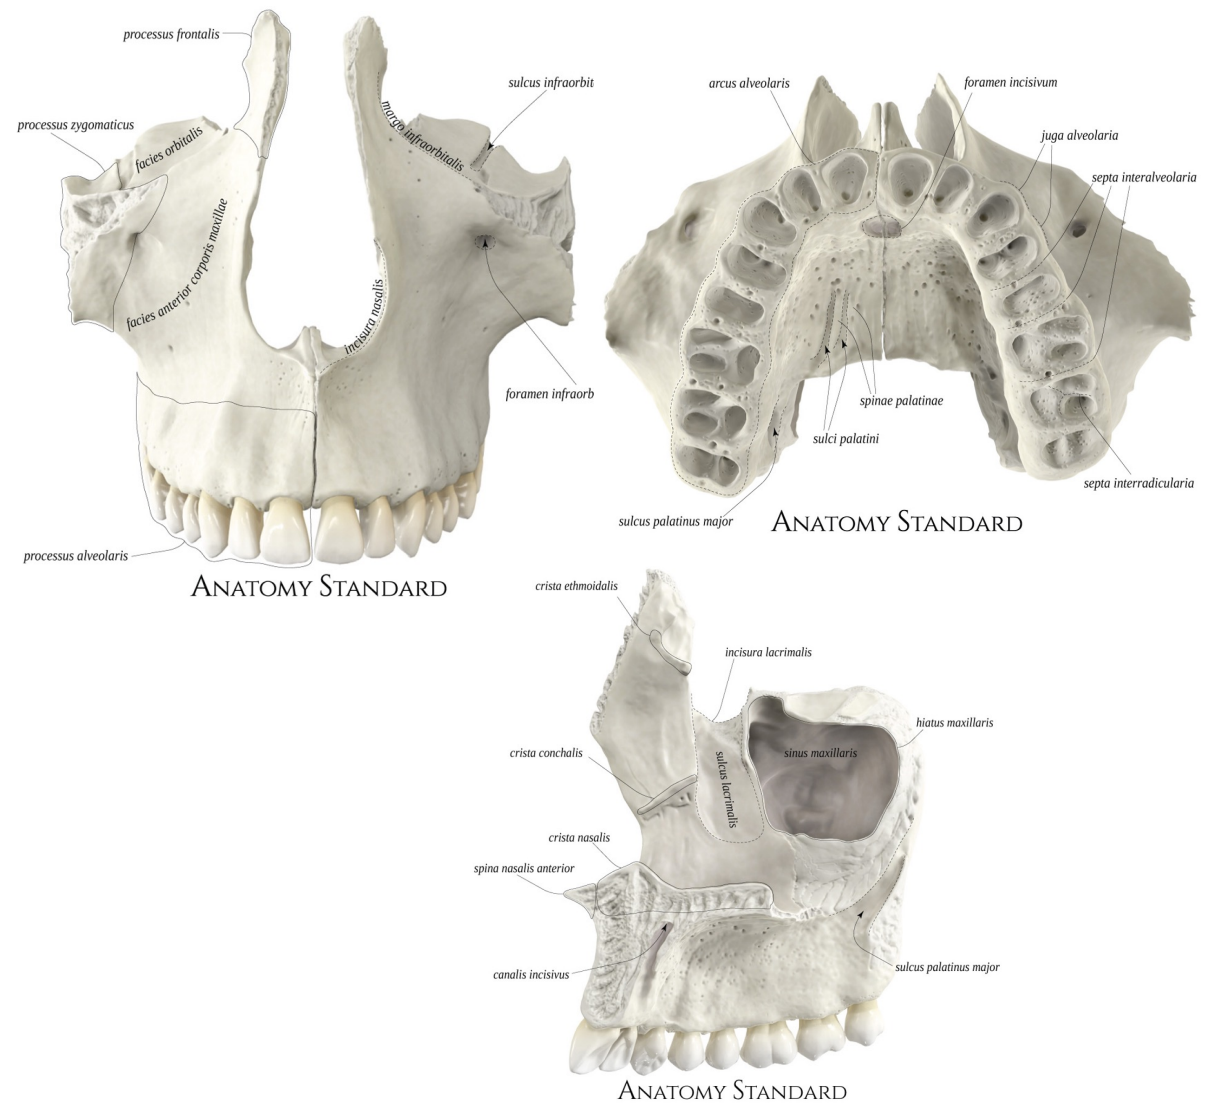 processus frontalis
sulcus infraorbit
processus zygomaticus
facies orbitalis
margo infraorbitalis
facies anterior corporis maxillae
incisura nasalis
foramen infraorb
processus alveolaris
ANATOMY STANDARD
arcus alveolaris
foramen incisivum
juga alveolaria
septa interalveolaria
spinae palatinae
sulci palatini
septa interradicularia
sulcus palatinus major
ANATOMY STANDARD
crista ethmoidalis
incisura lacrimalis
hiatus maxillaris
sinus maxillaris
crista conchalis
sulcus lacrimalis
crista nasalis
spina nasalis anterior
canalis incisivus
sulcus palatinus major
ANATOMY STANDARD